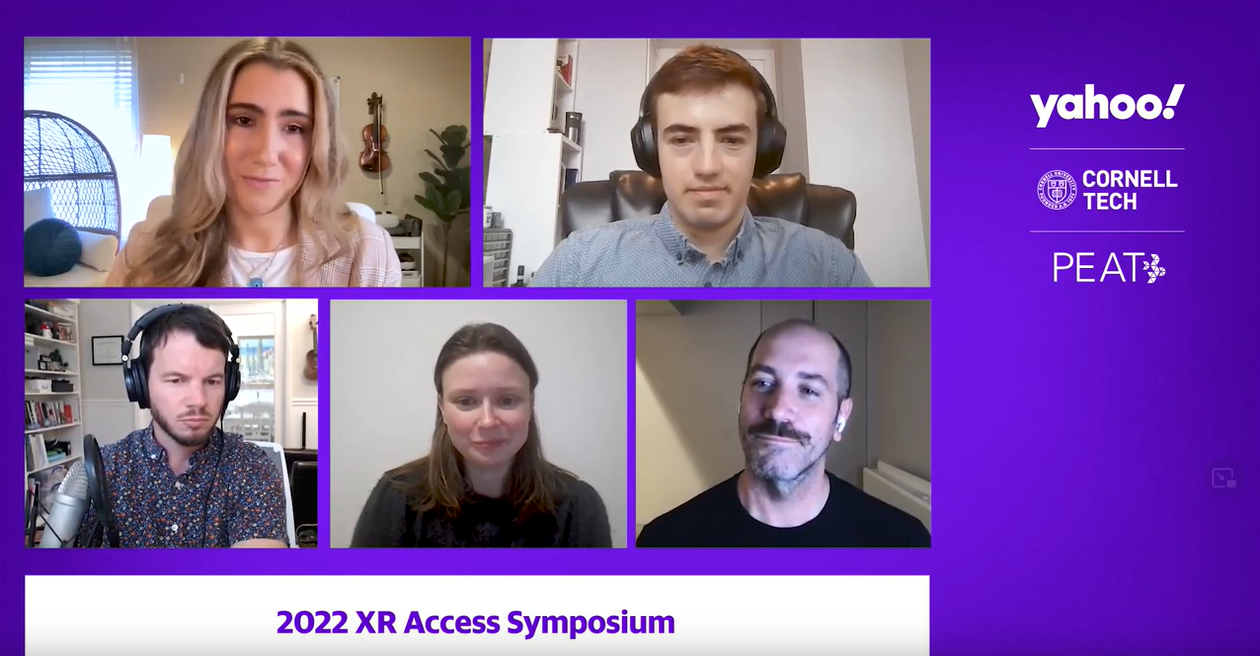 yahoo!
CORNELL
TECH
PEAT
2022 XR Access Symposium